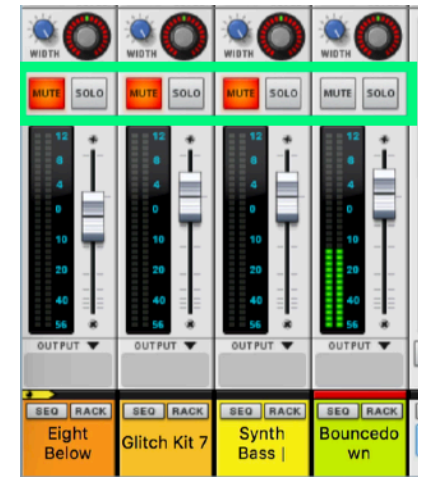 WIDTH WIDTH WIDTH WIDTH
MUTE SOLO MUTE SOLO MUTE SOLO MUTE SOLO
12 12 12 12
8 8 8 8
4 4 4 4
0 0 0 0
10 10 10 10
20 20 20 20
40 40 40 40
56 56 56 56
OUTPUT OUTPUT OUTPUT OUTPUT
SEQ RACK SEQ RACK SEQ RACK SEQ RACK
Eight
Below
Glitch Kit 7
Synth
Bass |
Bouncedo
wn